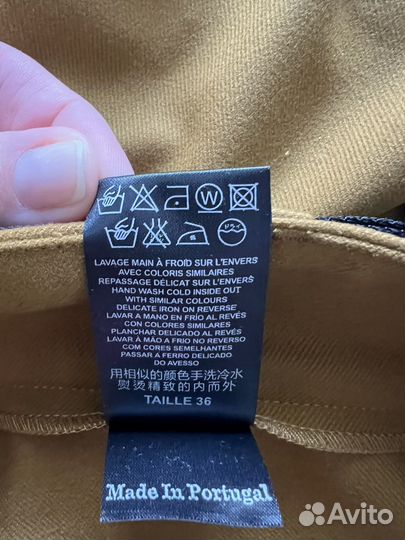 W
ドライ
LAVAGE MAIN À FROID SUR L'ENVERS
AVEC COLORIS SIMILAIRES
REPASSAGE DÉLICAT SUR L'ENVERS
HAND WASH COLD INSIDE OUT
WITH SIMILAR COLOURS
DELICATE IRON ON REVERSE
LAVAR A MANO EN FRÍO AL REVÉS
CON COLORES SIMILARES
PLANCHAR DELICADO AL REVÉS
LAVAR À MÃO A FRIO NO REVERSO
COM CORES SEMELHANTES
PASSAR A FERRO DELICADO
DO AVESSO
用相似的颜色手洗冷水
熨烫精致的内而外
TAILLE 36
Made In Portugal
Avito